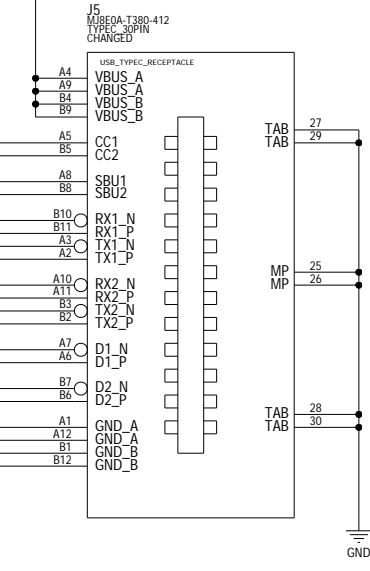 J5
MJ8E0A-T380-412
TYPEC_30PIN
CHANGED
USB_TYPEC_RECEPTACLE
A4 VBUS_A
A9 VBUS_A
B4 VBUS_B
B9 VBUS_B
TAB 27
TAB 29
A5 CC1
B5 CC2
A8 SBU1
B8 SBU2
B10 RX1_N
B11 RX1_P
A3 TX1_N
A2 TX1_P
MP 25
MP 26
A10 RX2_N
A11 RX2_P
B3 TX2_N
B2 TX2_P
A7 D1_N
A6 D1_P
B7 D2_N
B6 D2_P
TAB 28
TAB 30
A1 GND_A
A12 GND_A
B1 GND_B
B12 GND_B
GND